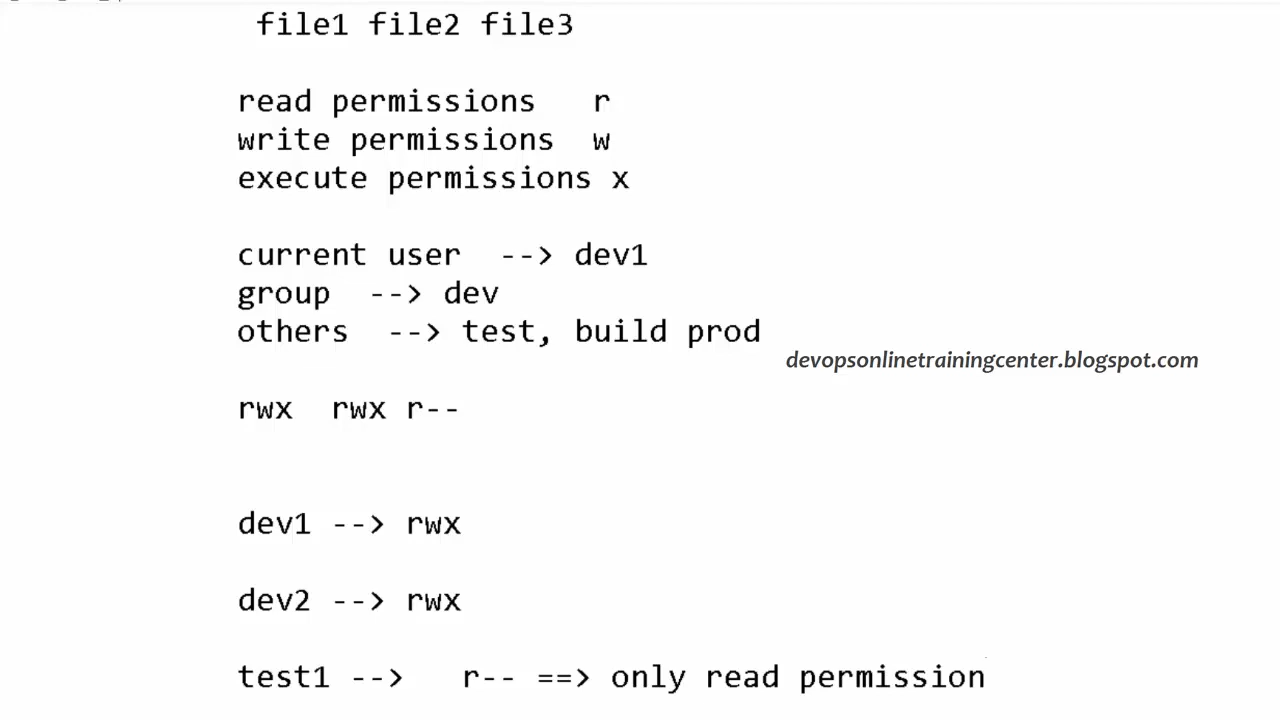 file1 file2 file3
read permissions r
write permissions w
execute permissions x
current user --> dev1
group --> dev
others --> test, build prod
devopsonlinetrainingcenter.blogspot.com
rwx rwx r--
dev1 --> rwx
dev2 --> rwx
test1 --> r-- ==> only read permission